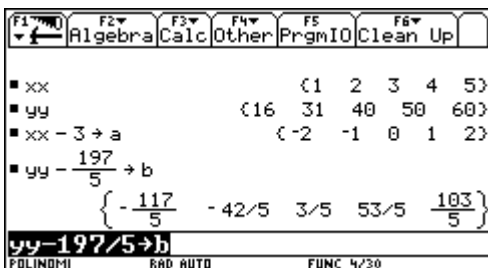 F1 F2 Algebra F3 Calc F4 Other F5 PrgmIO F6 Clean Up
▪ xx {1 2 3 4 5}
▪ yy {16 31 40 50 60}
▪ xx - 3 → a {-2 -1 0 1 2}
▪ yy - 197/5 → b
{-117/5 -42/5 3/5 53/5 103/5}
yy-197/5→b
POLINOMI RAD AUTO FUNC 4/30